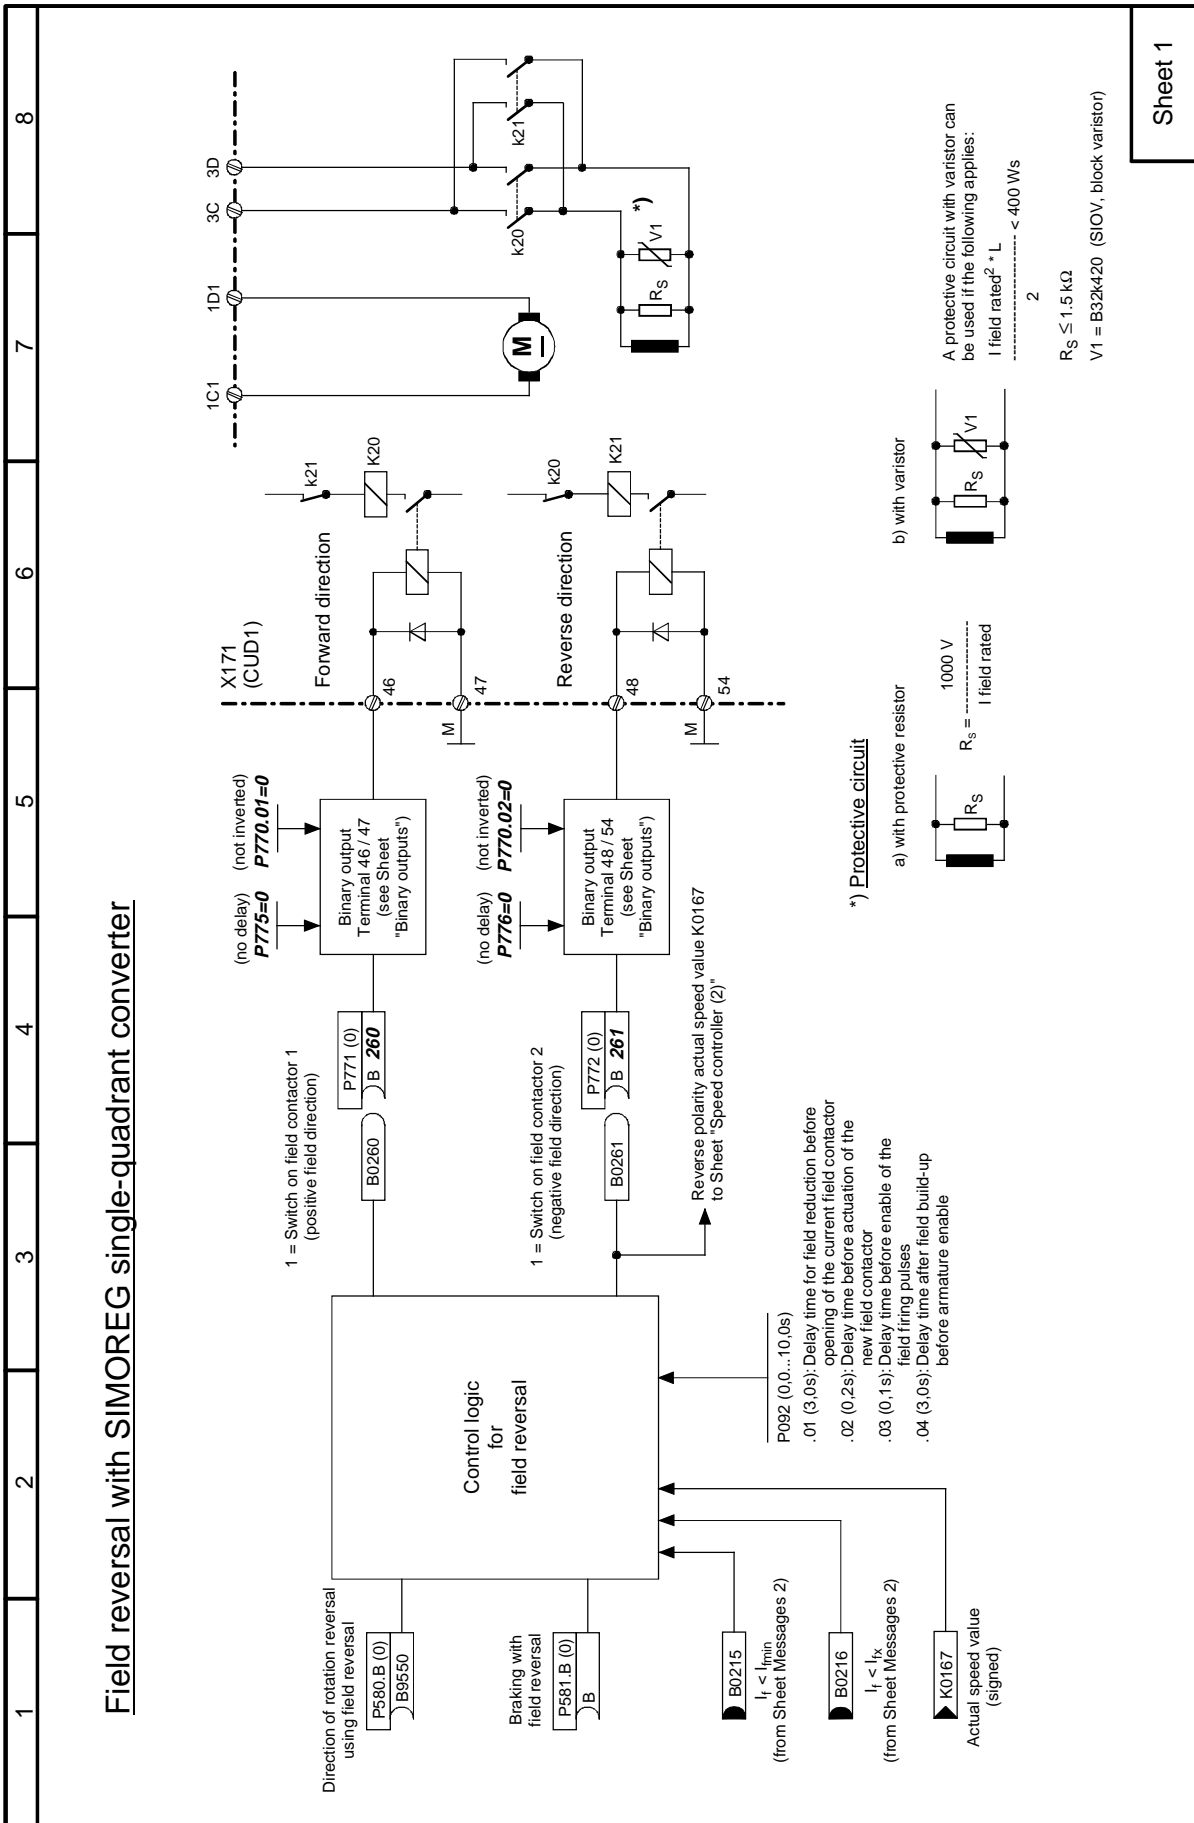 1
2
3
4
5
6
7
8
Field reversal with SIMOREG single-quadrant converter
Direction of rotation reversal
using field reversal
P580.B (0)
B9550
Braking with
field reversal
P581.B (0)
B
B0215
If < Ifmin
(from Sheet Messages 2)
B0216
If < Ifx
(from Sheet Messages 2)
K0167
Actual speed value
(signed)
Control logic
for
field reversal
P092 (0,0...10,0s)
.01 (3,0s): Delay time for field reduction before
opening of the current field contactor
.02 (0,2s): Delay time before actuation of the
new field contactor
.03 (0,1s): Delay time before enable of the
field firing pulses
.04 (3,0s): Delay time after field build-up
before armature enable
1 = Switch on field contactor 1
(positive field direction)
B0260
P771 (0)
B 260
1 = Switch on field contactor 2
(negative field direction)
B0261
P772 (0)
B 261
Reverse polarity actual speed value K0167
to Sheet "Speed controller (2)"
(no delay)
P775=0
(not inverted)
P770.01=0
Binary output
Terminal 46 / 47
(see Sheet
"Binary outputs")
(no delay)
P776=0
(not inverted)
P770.02=0
Binary output
Terminal 48 / 54
(see Sheet
"Binary outputs")
X171
(CUD1)
Forward direction
46
47
M
k21
K20
Reverse direction
48
54
M
k20
K21
1C1
1D1
3C
3D
M
k20
k21
RS
V1
*)
*) Protective circuit
a) with protective resistor
RS
Rs =
1000 V
----------------
I field rated
b) with varistor
RS
V1
A protective circuit with varistor can
be used if the following applies:
I field rated² * L
---------------------- < 400 Ws
2
RS ≤ 1.5 kΩ
V1 = B32k420 (SIOV, block varistor)
Sheet 1